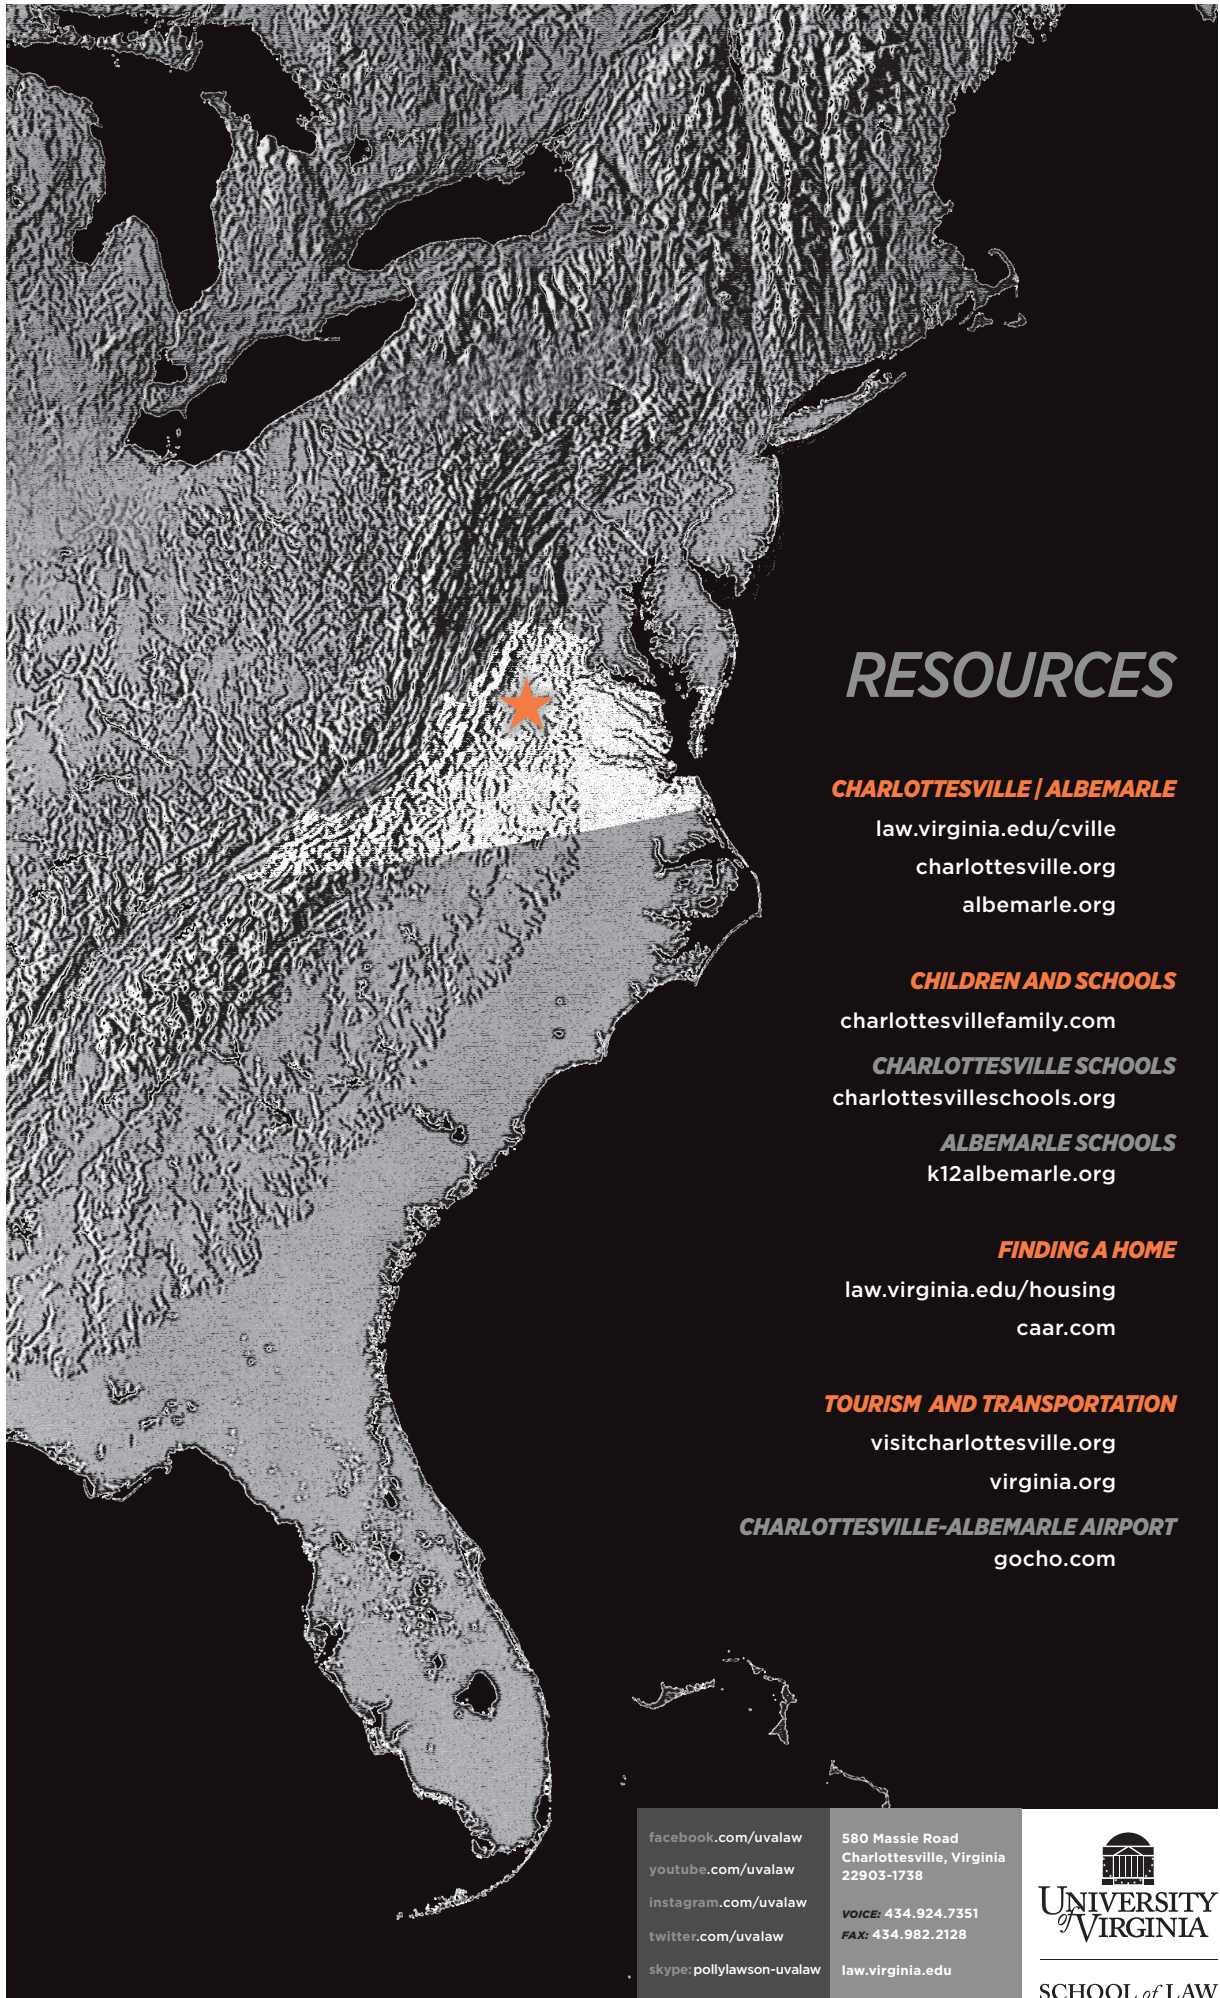 RESOURCES
CHARLOTTESVILLE | ALBEMARLE
law.virginia.edu/cville
charlottesville.org
albemarle.org
CHILDREN AND SCHOOLS
charlottesvillefamily.com
CHARLOTTESVILLE SCHOOLS
charlottesvilleschools.org
ALBEMARLE SCHOOLS
k12albemarle.org
FINDING A HOME
law.virginia.edu/housing
caar.com
TOURISM AND TRANSPORTATION
visitcharlottesville.org
virginia.org
CHARLOTTESVILLE-ALBEMARLE AIRPORT
gocho.com
facebook.com/uvalaw
youtube.com/uvalaw
instagram.com/uvalaw
twitter.com/uvalaw
skype:pollylawson-uvalaw
580 Massie Road
Charlottesville, Virginia
22903-1738
VOICE: 434.924.7351
FAX: 434.982.2128
law.virginia.edu
UNIVERSITY
of VIRGINIA
SCHOOL of LAW